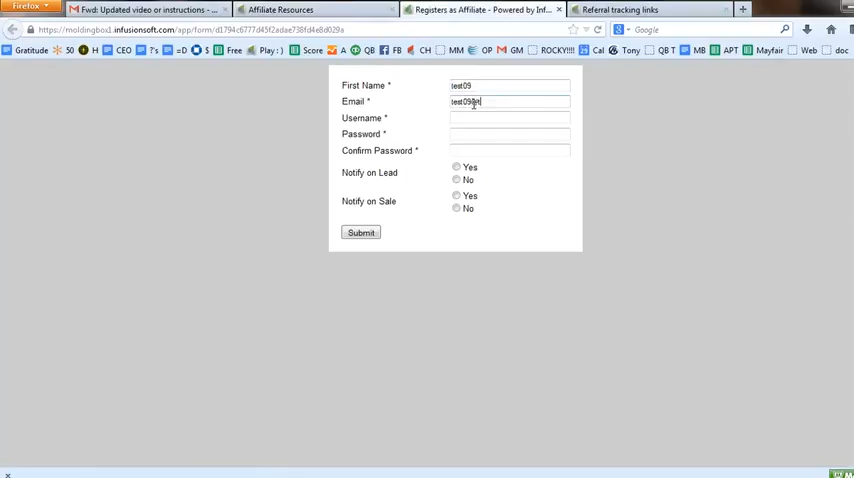 Firefox
Fwd: Updated video or instructions - ...
Affiliate Resources
Registers as Affiliate - Powered by Inf...
Referral tracking links
https://moldingbox1.infusionsoft.com/app/form/d1794c6777d45f2adae738fd4e8d029a
Google
Gratitude 50 H CEO ?'s =D $ Free Play : ) Score A QB FB CH MM OP GM ROCKY!!!! Cal Tony QB T MB APT Mayfair Web doc
First Name * test09
Email *
Username *
Password *
Confirm Password *
Notify on Lead Yes
No
Notify on Sale Yes
No
Submit